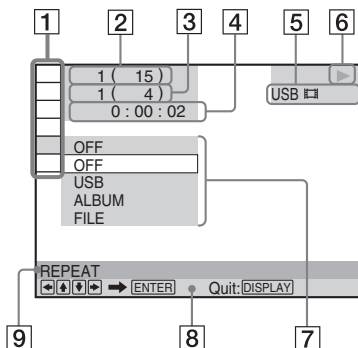 1 2 3 4 5 6
1 ( 15 )
1 ( 4 )
USB
0 : 00 : 02
OFF
OFF
USB
ALBUM
FILE
REPEAT
ENTER Quit: DISPLAY
9 8 7